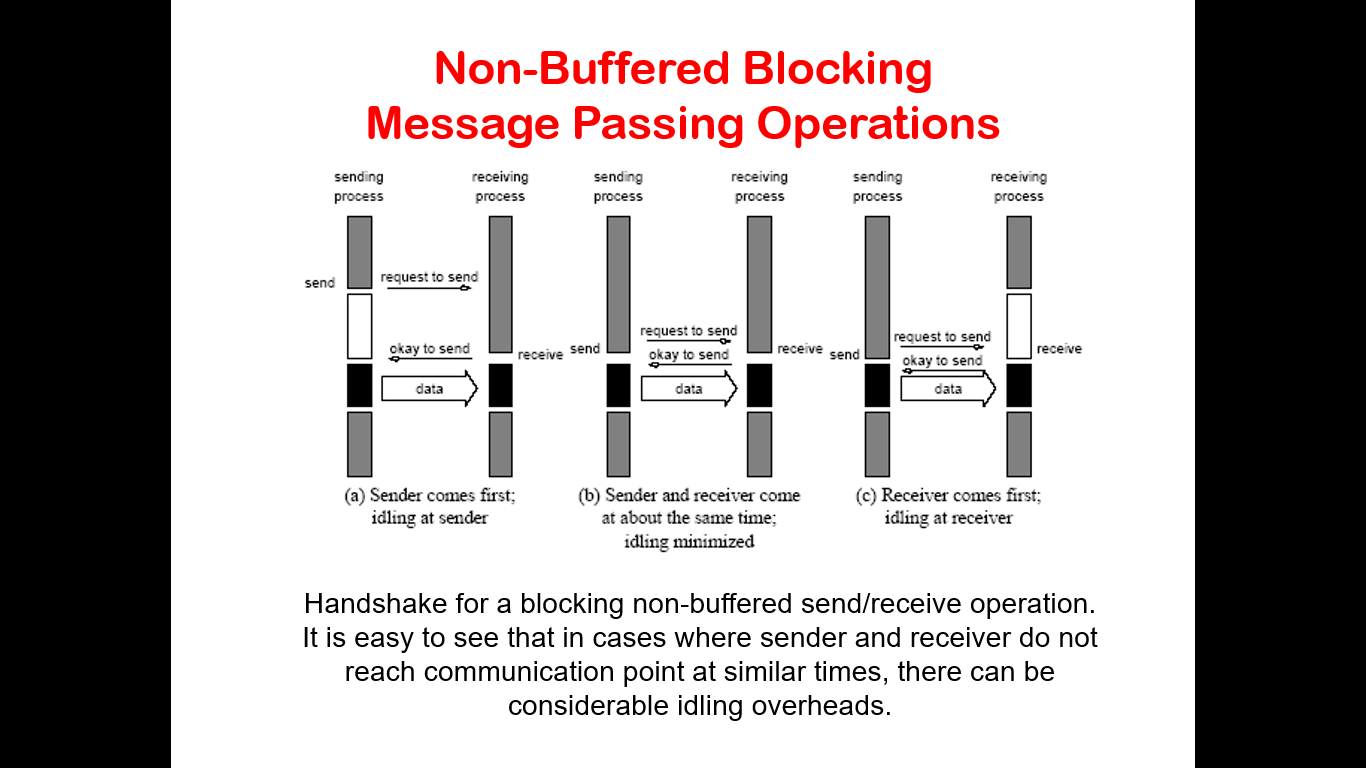 Non-Buffered Blocking
Message Passing Operations
sending
process
receiving
process
sending
process
receiving
process
sending
process
receiving
process
send
request to send
okay to send
receive
data
send
request to send
okay to send
receive
data
send
request to send
okay to send
receive
data
(a) Sender comes first;
idling at sender
(b) Sender and receiver come
at about the same time;
idling minimized
(c) Receiver comes first;
idling at receiver
Handshake for a blocking non-buffered send/receive operation.
It is easy to see that in cases where sender and receiver do not
reach communication point at similar times, there can be
considerable idling overheads.